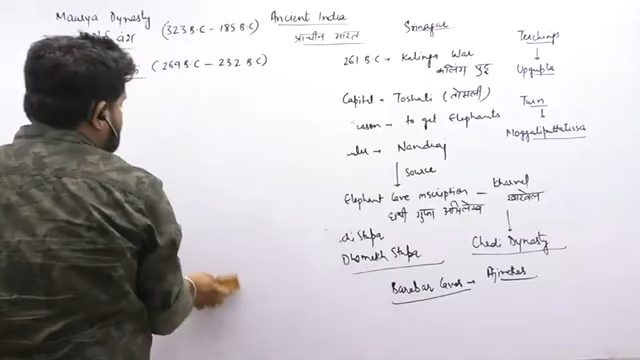 Maurya Dynasty (323 B.C - 185 B.C)
Ancient India
प्राचीन भारत
(269 B.C - 232 B.C)
Srinagar
261 B.C → Kalinga War
कलिंग युद्ध
Capital → Toshali (तोसली)
to get Elephants
Nandraj
Source
Elephant Cave inscription - Kharvel
हाथी गुफा अभिलेख खारवेल
Chedi Dynasty
Stupa
Dhamekh Stupa
Barabar Caves → Ajivekas
Teachings
Upgupta
Turn
Moggaliputtatissa